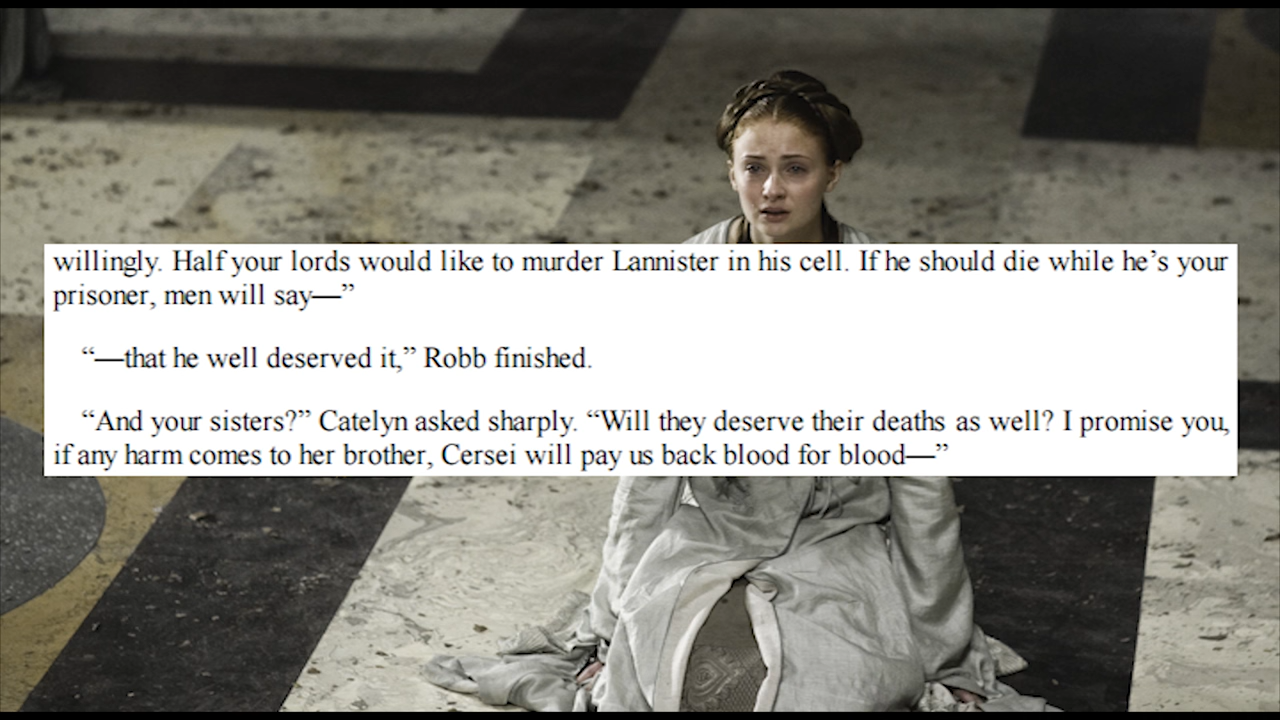 willingly. Half your lords would like to murder Lannister in his cell. If he should die while he’s your
prisoner, men will say—”
“—that he well deserved it,” Robb finished.
“And your sisters?” Catelyn asked sharply. “Will they deserve their deaths as well? I promise you,
if any harm comes to her brother, Cersei will pay us back blood for blood—”